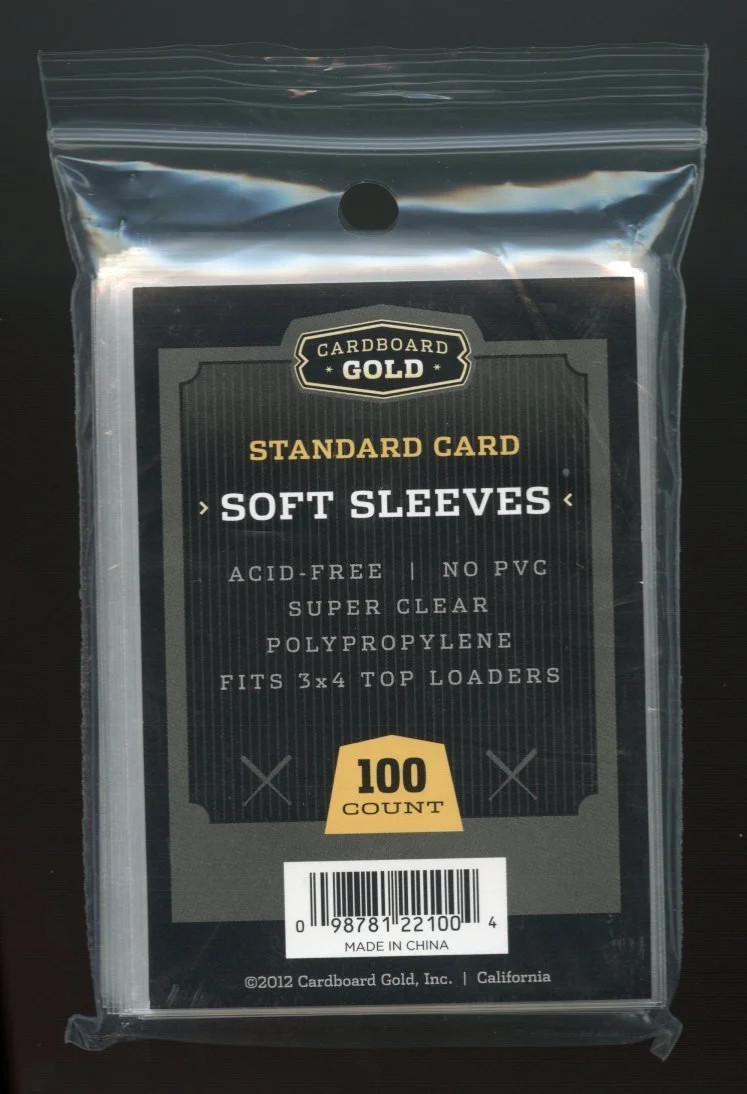 CARDBOARD
GOLD
STANDARD CARD
SOFT SLEEVES
ACID-FREE | NO PVC
SUPER CLEAR
POLYPROPYLENE
FITS 3x4 TOP LOADERS
100
COUNT
0 98781 22100 4
MADE IN CHINA
©2012 Cardboard Gold, Inc. | California